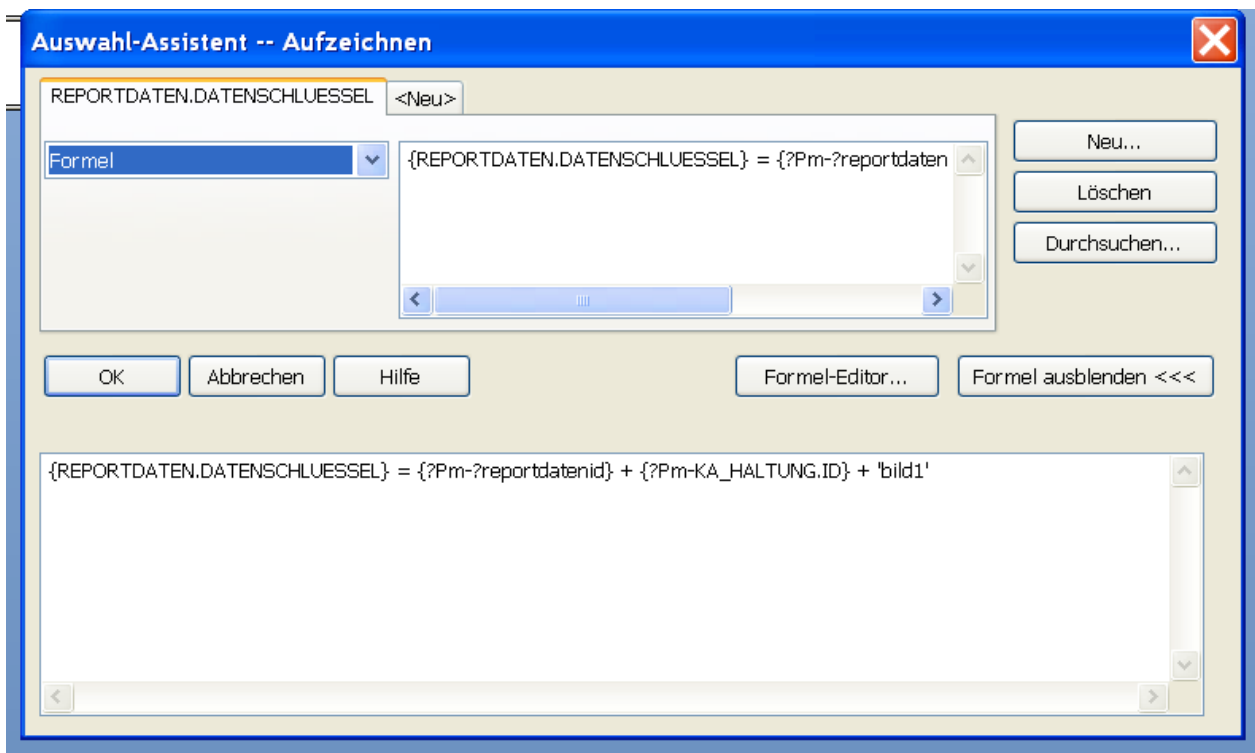 Auswahl-Assistent -- Aufzeichnen
REPORTDATEN.DATENSCHLUESSEL
<Neu>
Formel
{REPORTDATEN.DATENSCHLUESSEL} = {?Pm-?reportdaten
Neu...
Löschen
Durchsuchen...
OK
Abbrechen
Hilfe
Formel-Editor...
Formel ausblenden <<<
{REPORTDATEN.DATENSCHLUESSEL} = {?Pm-?reportdatenid} + {?Pm-KA_HALTUNG.ID} + 'bild1'